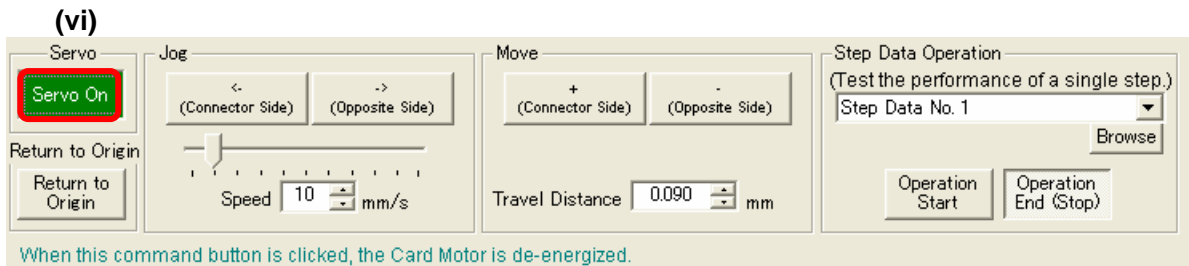 (vi)
Servo
Servo On
Return to Origin
Return to
Origin
Jog
<-
(Connector Side)
->
(Opposite Side)
Speed 10 mm/s
Move
+
(Connector Side)
-
(Opposite Side)
Travel Distance 0.090 mm
Step Data Operation
(Test the performance of a single step.)
Step Data No. 1
Browse
Operation
Start
Operation
End (Stop)
When this command button is clicked, the Card Motor is de-energized.